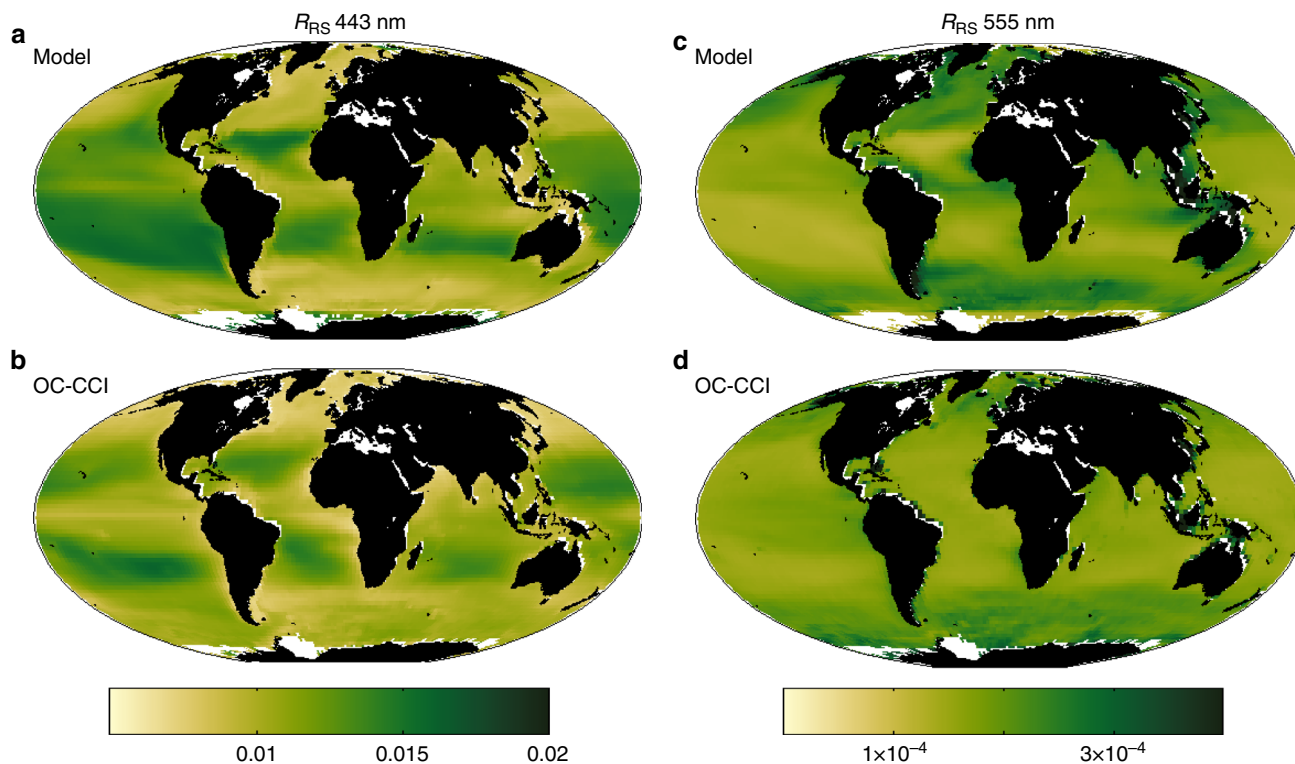 a
R_RS 443 nm
Model
c
R_RS 555 nm
Model
b
OC-CCI
d
OC-CCI
0.01 0.015 0.02
1×10⁻⁴ 3×10⁻⁴